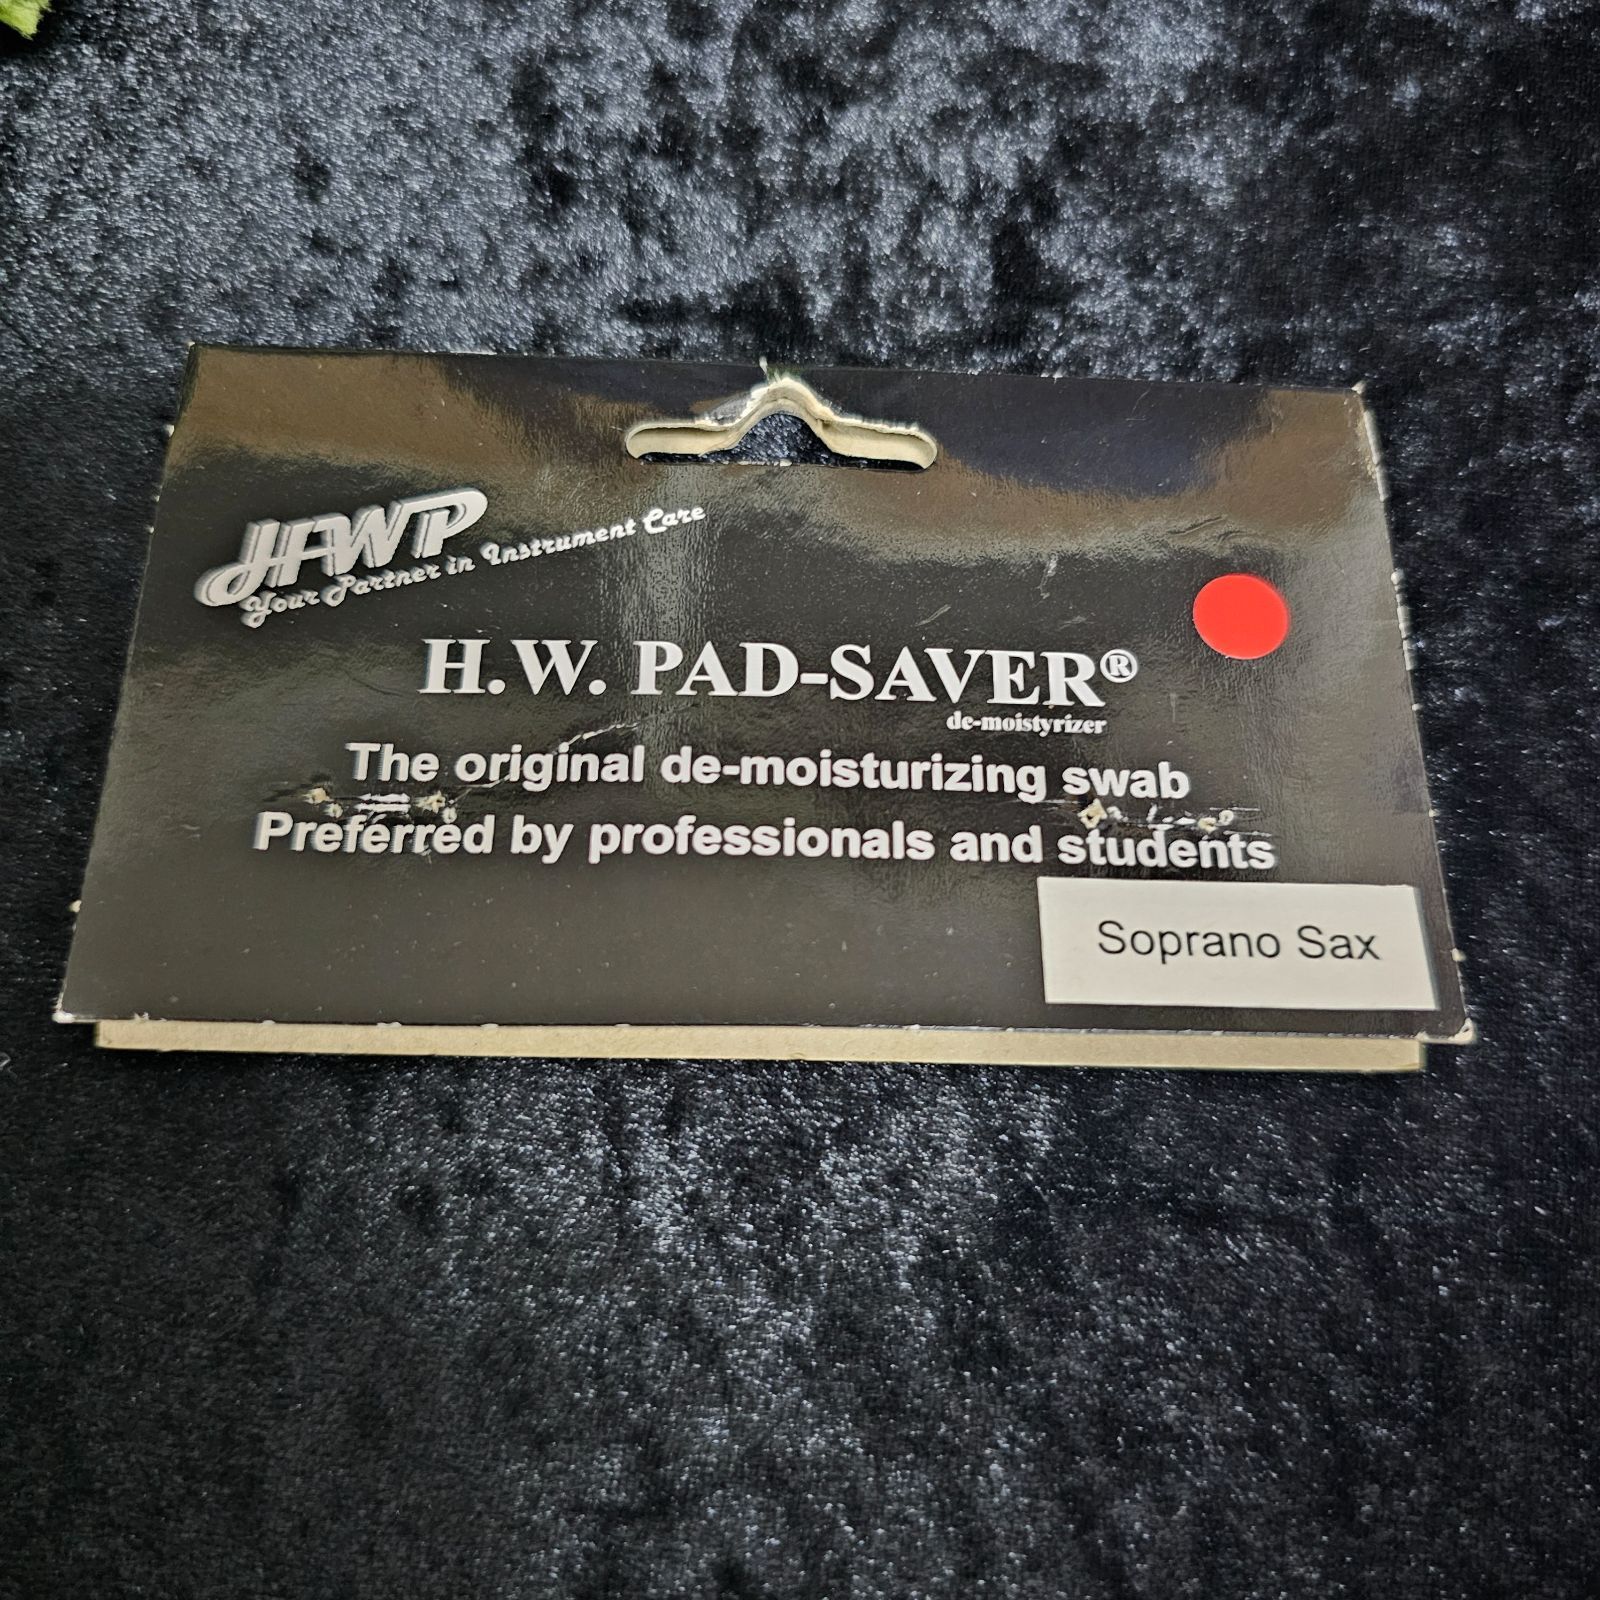 HWP
Your Partner in Instrument Care
H.W. PAD-SAVER®
de-moistyrizer
The original de-moisturizing swab
Preferred by professionals and students
Soprano Sax